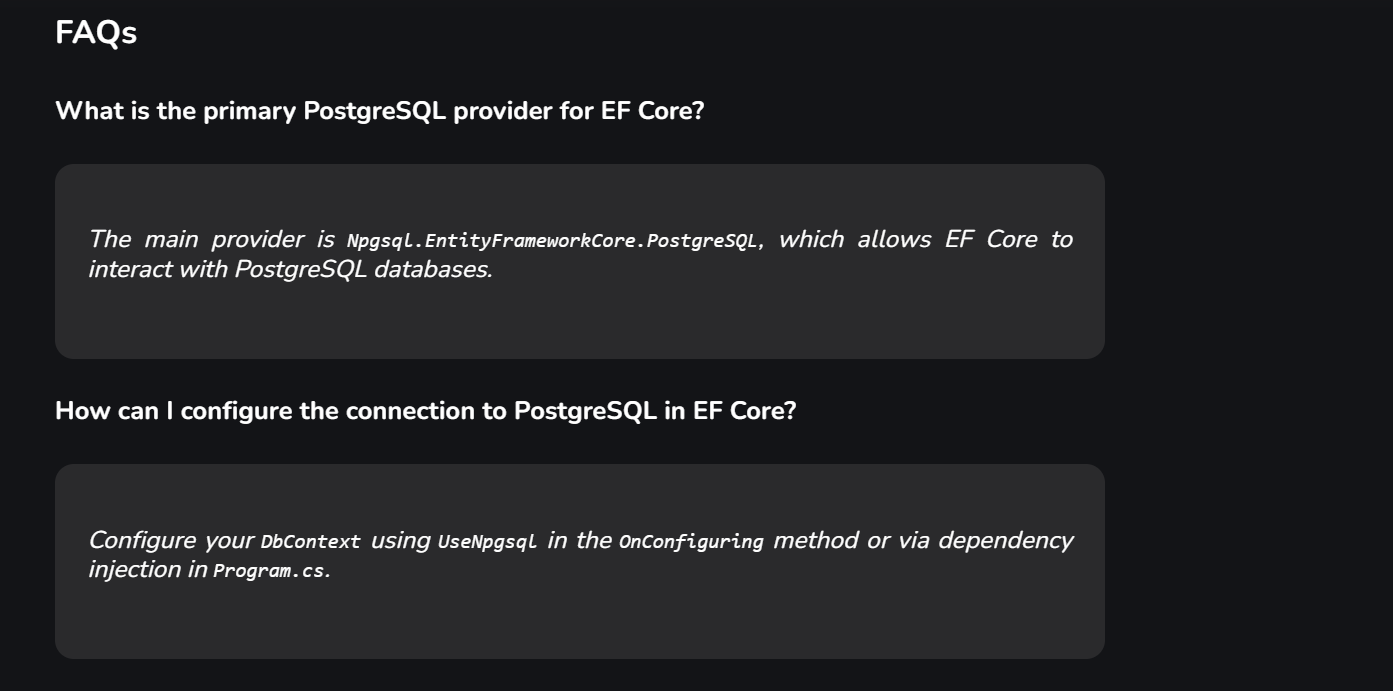 FAQs
What is the primary PostgreSQL provider for EF Core?
The main provider is Npgsql.EntityFrameworkCore.PostgreSQL, which allows EF Core to
interact with PostgreSQL databases.
How can I configure the connection to PostgreSQL in EF Core?
Configure your DbContext using UseNpgsql in the OnConfiguring method or via dependency
injection in Program.cs.